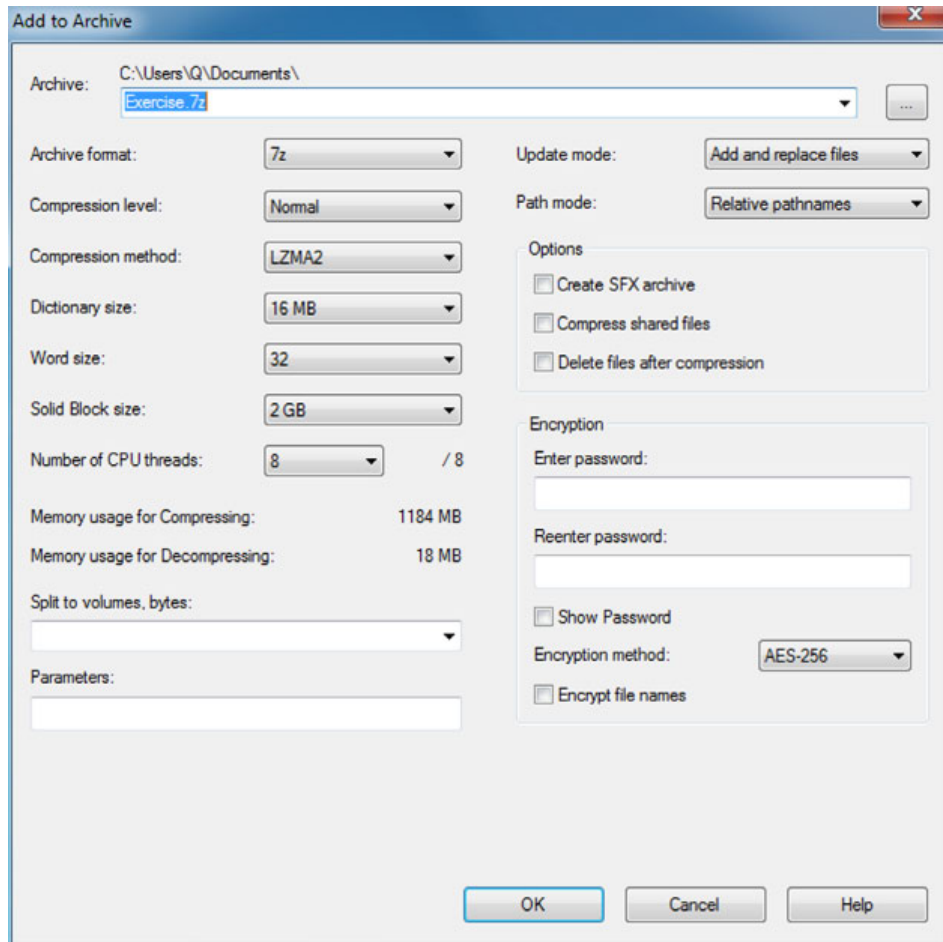 Add to Archive
Archive:
C:\Users\Q\Documents\
Exercise.7z
...
Archive format:
7z
Compression level:
Normal
Compression method:
LZMA2
Dictionary size:
16 MB
Word size:
32
Solid Block size:
2 GB
Number of CPU threads:
8
/ 8
Memory usage for Compressing:
1184 MB
Memory usage for Decompressing:
18 MB
Split to volumes, bytes:
Parameters:
Update mode:
Add and replace files
Path mode:
Relative pathnames
Options
Create SFX archive
Compress shared files
Delete files after compression
Encryption
Enter password:
Reenter password:
Show Password
Encryption method:
AES-256
Encrypt file names
OK
Cancel
Help